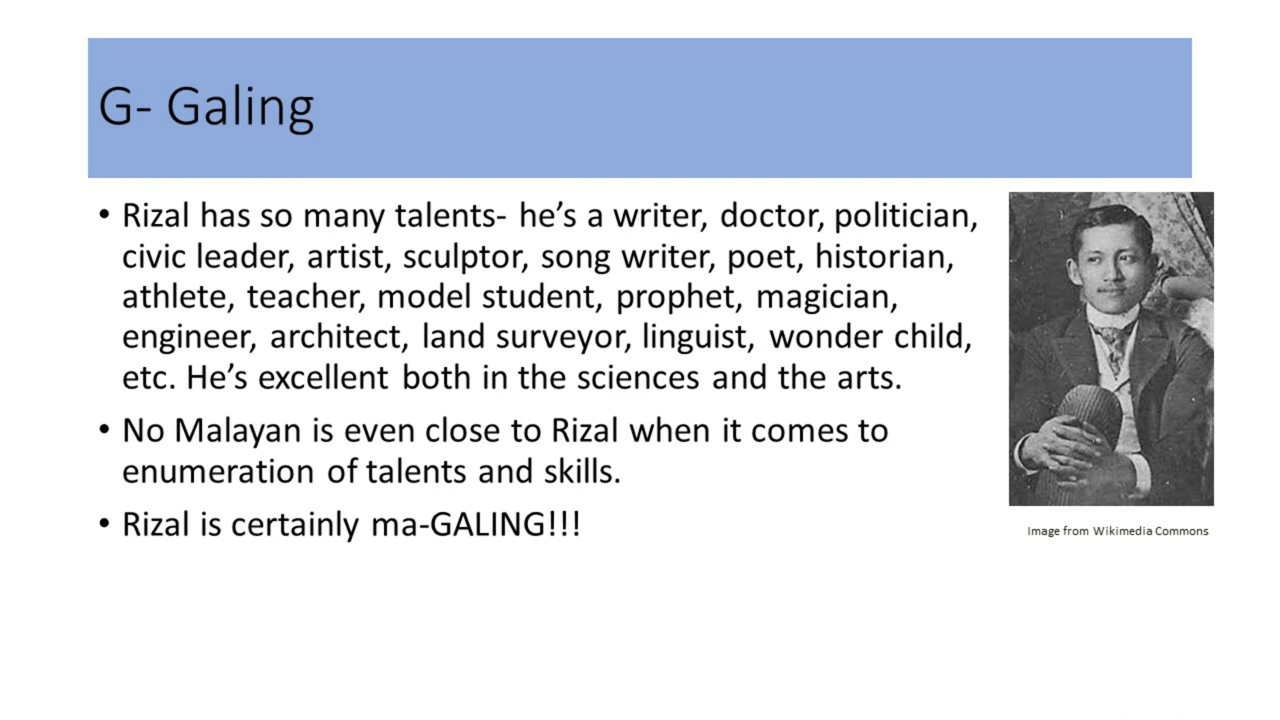 G- Galing
• Rizal has so many talents- he’s a writer, doctor, politician,
civic leader, artist, sculptor, song writer, poet, historian,
athlete, teacher, model student, prophet, magician,
engineer, architect, land surveyor, linguist, wonder child,
etc. He’s excellent both in the sciences and the arts.
• No Malayan is even close to Rizal when it comes to
enumeration of talents and skills.
• Rizal is certainly ma-GALING!!!
Image from Wikimedia Commons